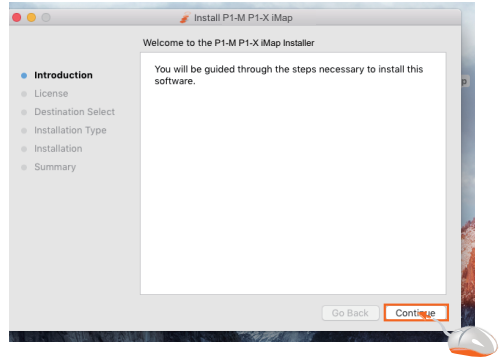 Install P1-M P1-X iMap
Welcome to the P1-M P1-X iMap Installer
Introduction
License
Destination Select
Installation Type
Installation
Summary
You will be guided through the steps necessary to install this
software.
p
Go Back
Continue